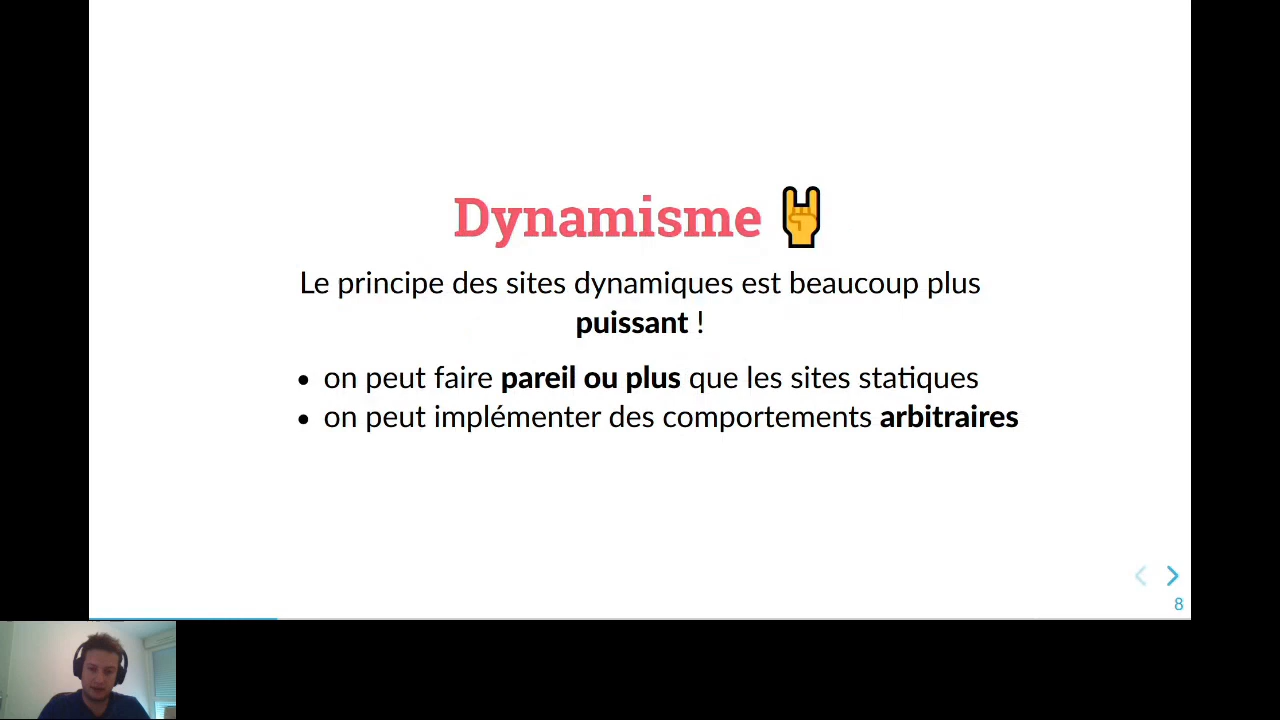 Dynamisme 🤘
Le principe des sites dynamiques est beaucoup plus
puissant !
• on peut faire pareil ou plus que les sites statiques
• on peut implémenter des comportements arbitraires
8